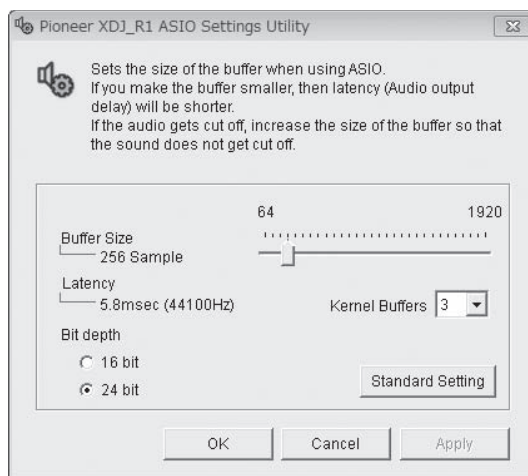 Pioneer XDJ_R1 ASIO Settings Utility
Sets the size of the buffer when using ASIO.
If you make the buffer smaller, then latency (Audio output
delay) will be shorter.
If the audio gets cut off, increase the size of the buffer so that
the sound does not get cut off.
64 1920
Buffer Size
256 Sample
Latency
5.8msec (44100Hz)
Kernel Buffers 3
Bit depth
16 bit
24 bit
Standard Setting
OK Cancel Apply